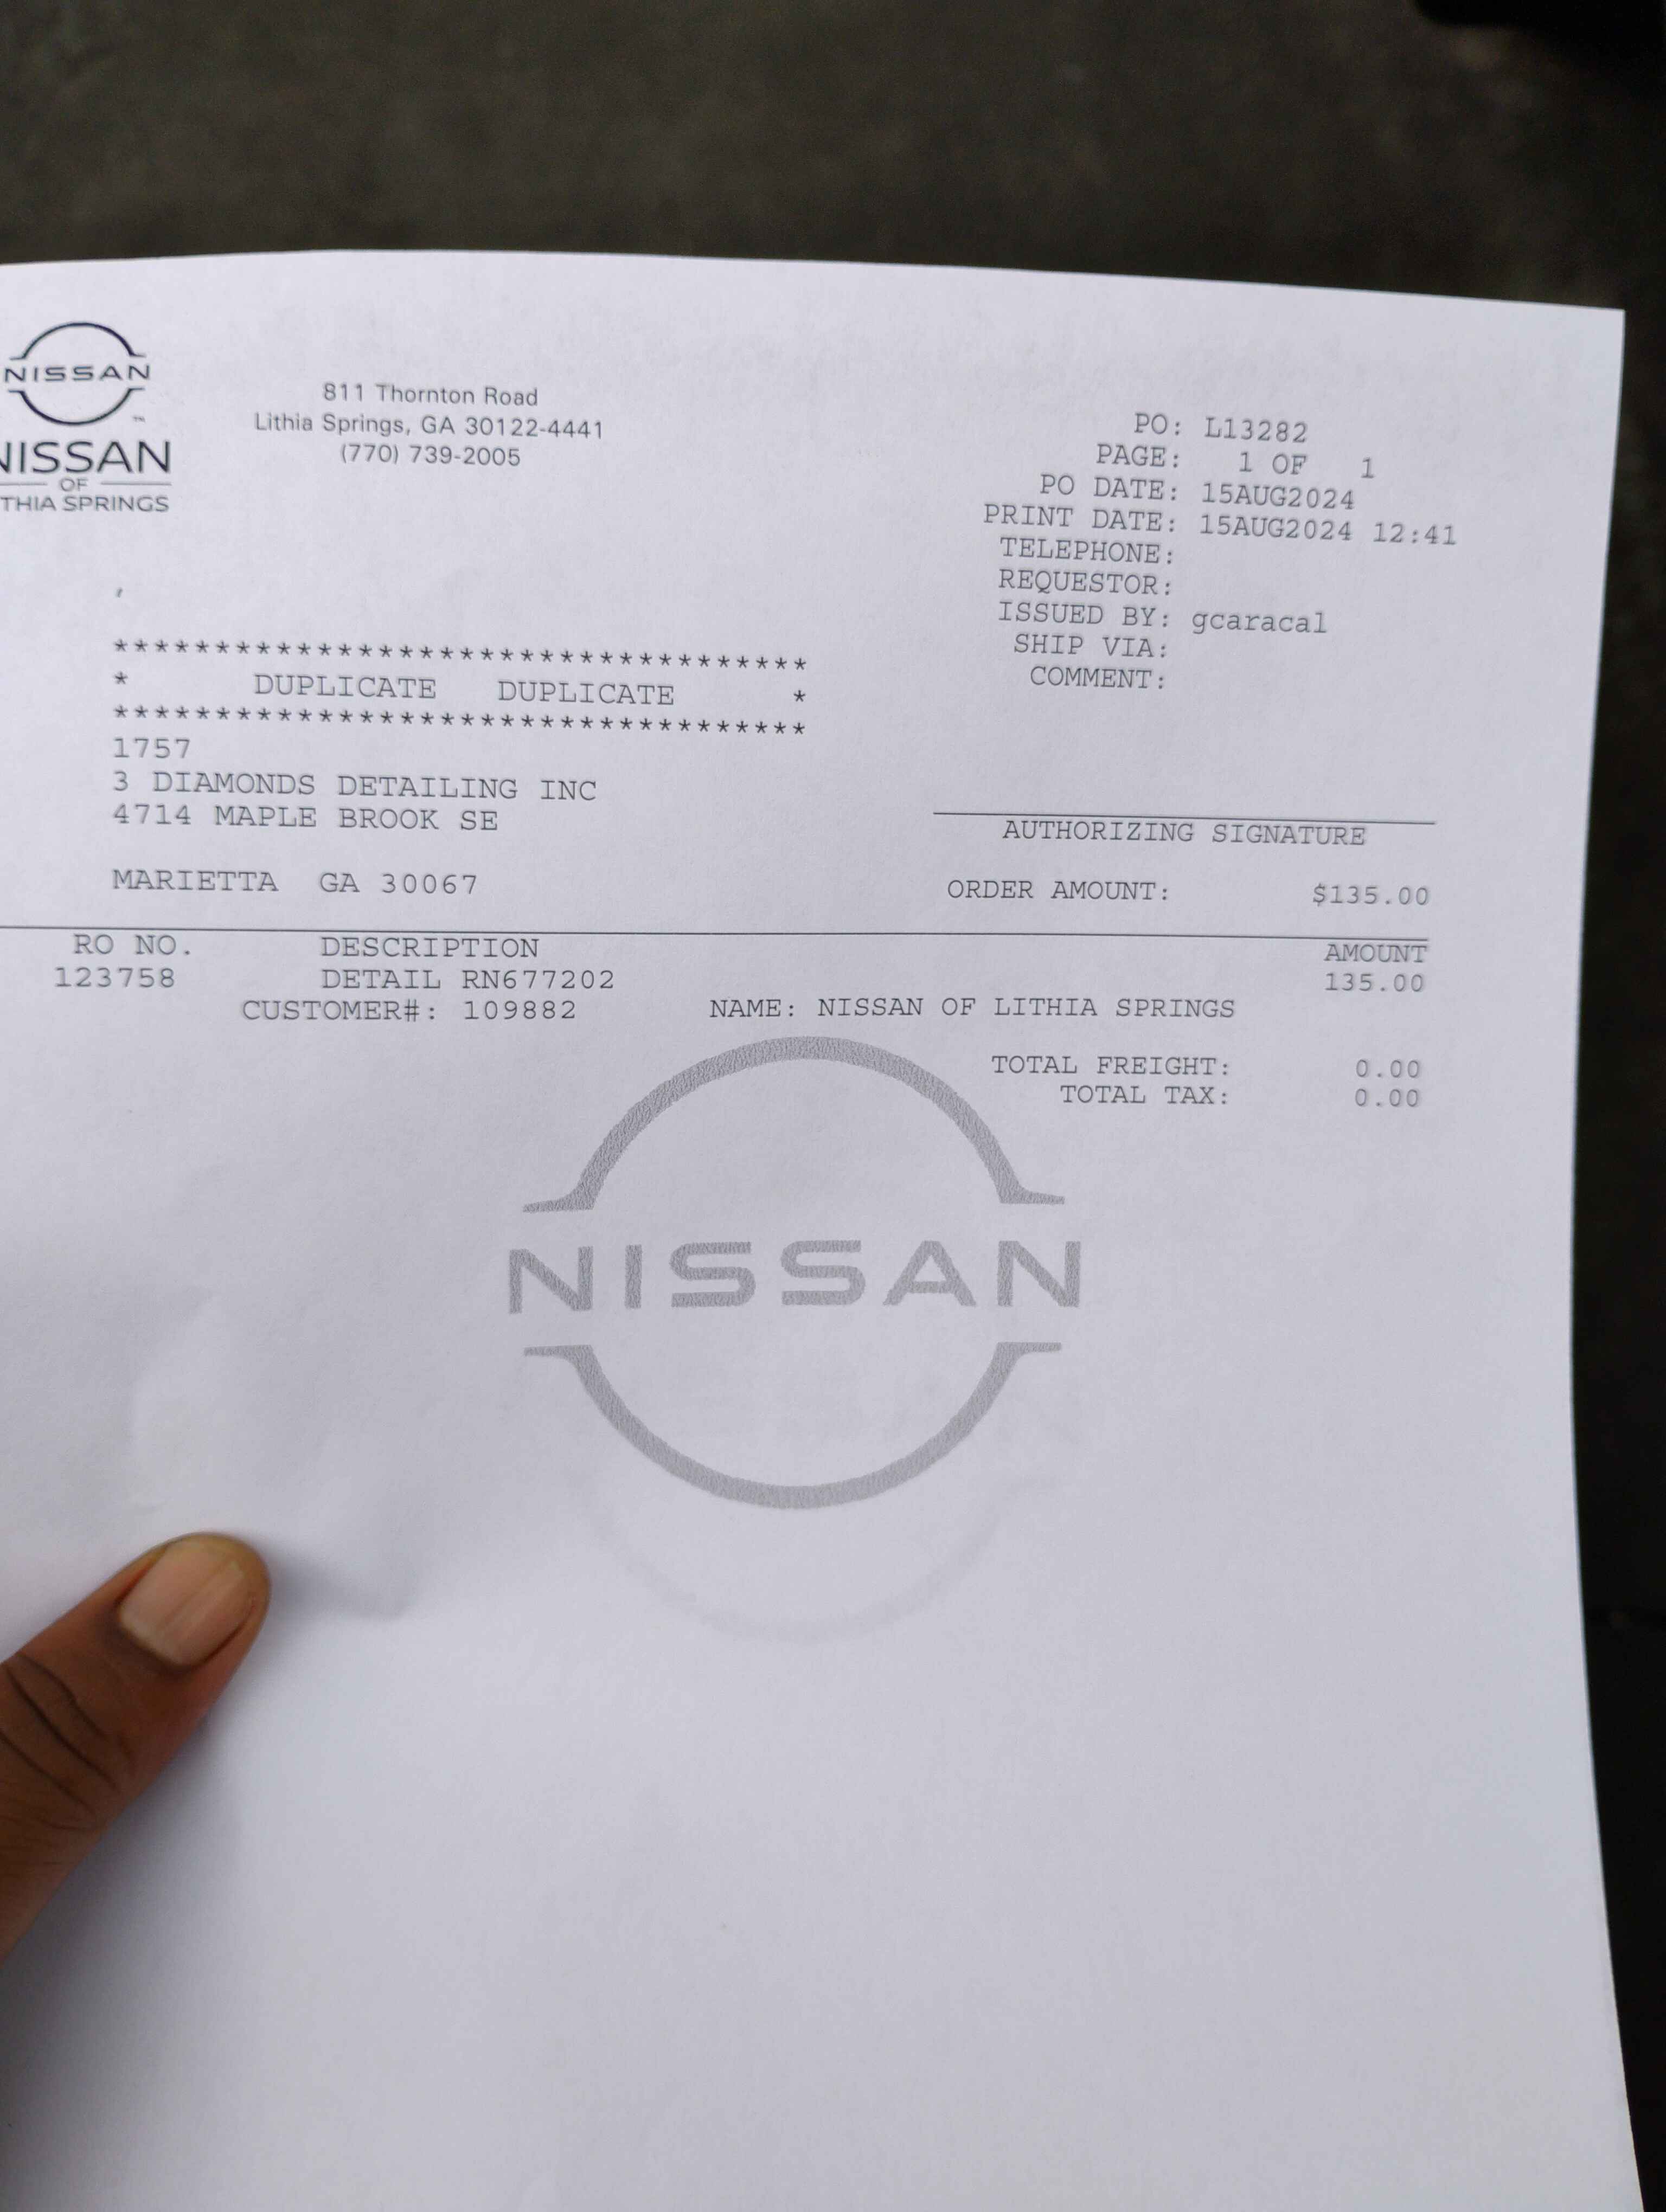 NISSAN
NISSAN
OF
THIA SPRINGS
811 Thornton Road
Lithia Springs, GA 30122-4441
(770) 739-2005
PO: L13282
PAGE: 1 OF 1
PO DATE: 15AUG2024
PRINT DATE: 15AUG2024 12:41
TELEPHONE:
REQUESTOR:
ISSUED BY: gcaracal
SHIP VIA:
COMMENT:
**********************************
* DUPLICATE DUPLICATE *
**********************************
1757
3 DIAMONDS DETAILING INC
4714 MAPLE BROOK SE
MARIETTA GA 30067
AUTHORIZING SIGNATURE
ORDER AMOUNT: $135.00
RO NO. DESCRIPTION AMOUNT
123758 DETAIL RN677202 135.00
CUSTOMER#: 109882 NAME: NISSAN OF LITHIA SPRINGS
TOTAL FREIGHT: 0.00
TOTAL TAX: 0.00
NISSAN